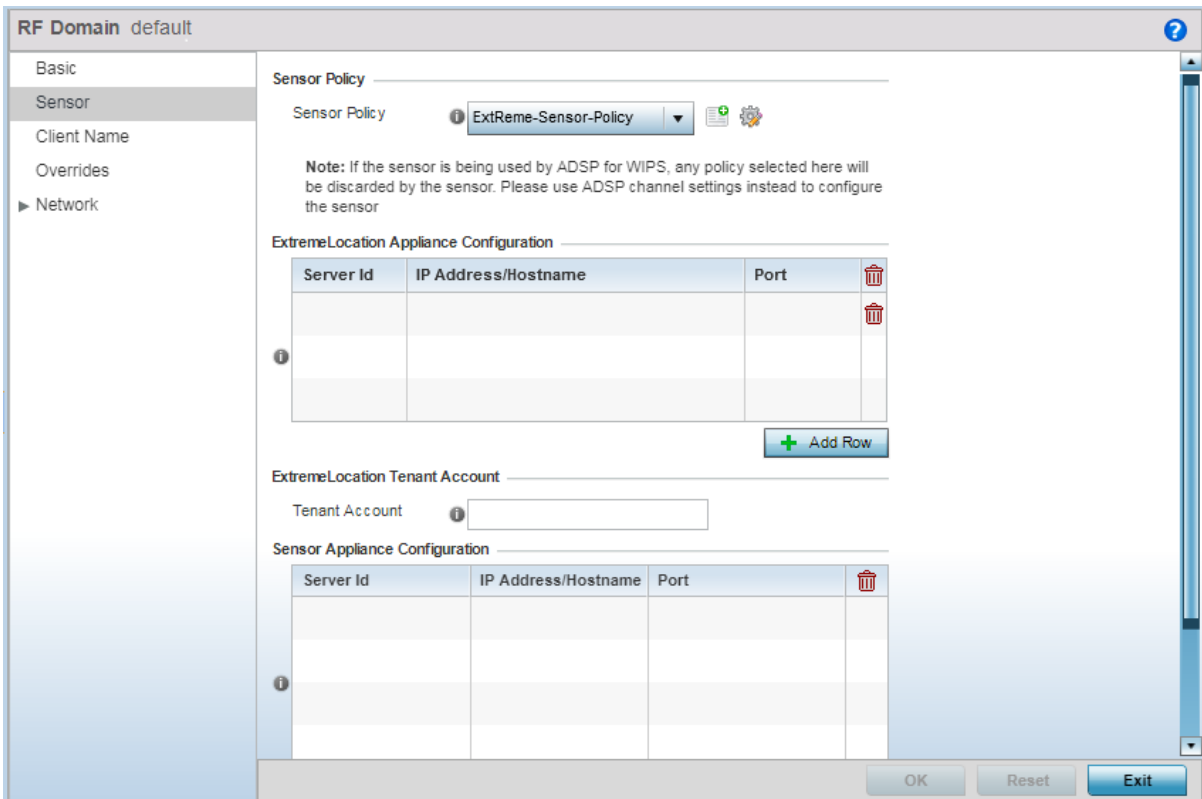 RF Domain default
?
Basic
Sensor
Client Name
Overrides
Network
Sensor Policy
Sensor Policy
ExtReme-Sensor-Policy
Note: If the sensor is being used by ADSP for WIPS, any policy selected here will
be discarded by the sensor. Please use ADSP channel settings instead to configure
the sensor
ExtremeLocation Appliance Configuration
Server Id IP Address/Hostname Port
Add Row
ExtremeLocation Tenant Account
Tenant Account
Sensor Appliance Configuration
Server Id IP Address/Hostname Port
OK Reset Exit